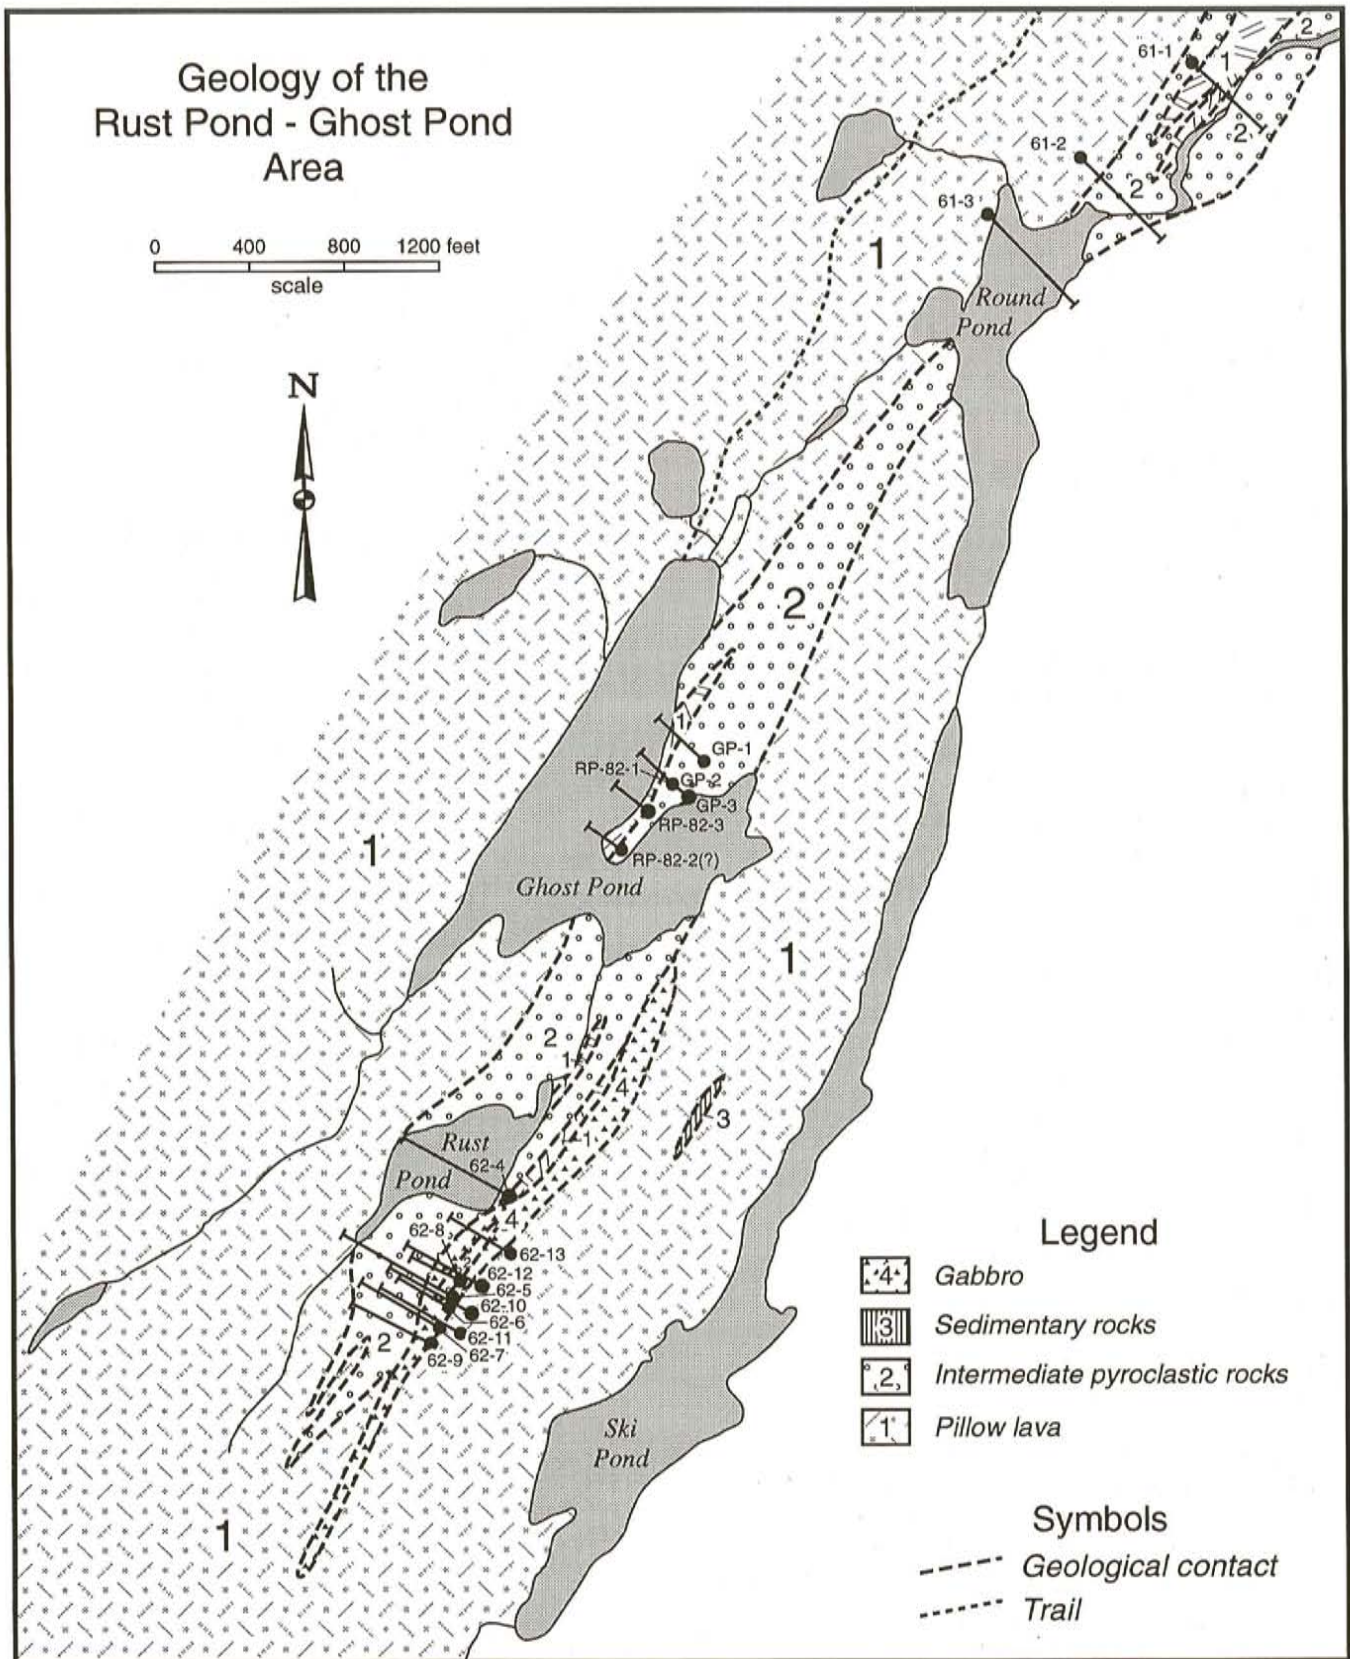 Geology of the
Rust Pond - Ghost Pond
Area
0 400 800 1200 feet
scale
N
61-1
1
2
2
61-2
2
61-3
1
Round
Pond
2
1
GP-1
RP-82-1
GP-2
GP-3
RP-82-3
RP-82-2(?)
Ghost Pond
1
1
2
1
4
3
1
Rust
Pond
62-4
4
62-8
62-13
62-12
62-5
62-10
62-6
62-11
62-7
62-9
2
1
Ski
Pond
Legend
4 Gabbro
3 Sedimentary rocks
2 Intermediate pyroclastic rocks
1 Pillow lava
Symbols
Geological contact
Trail